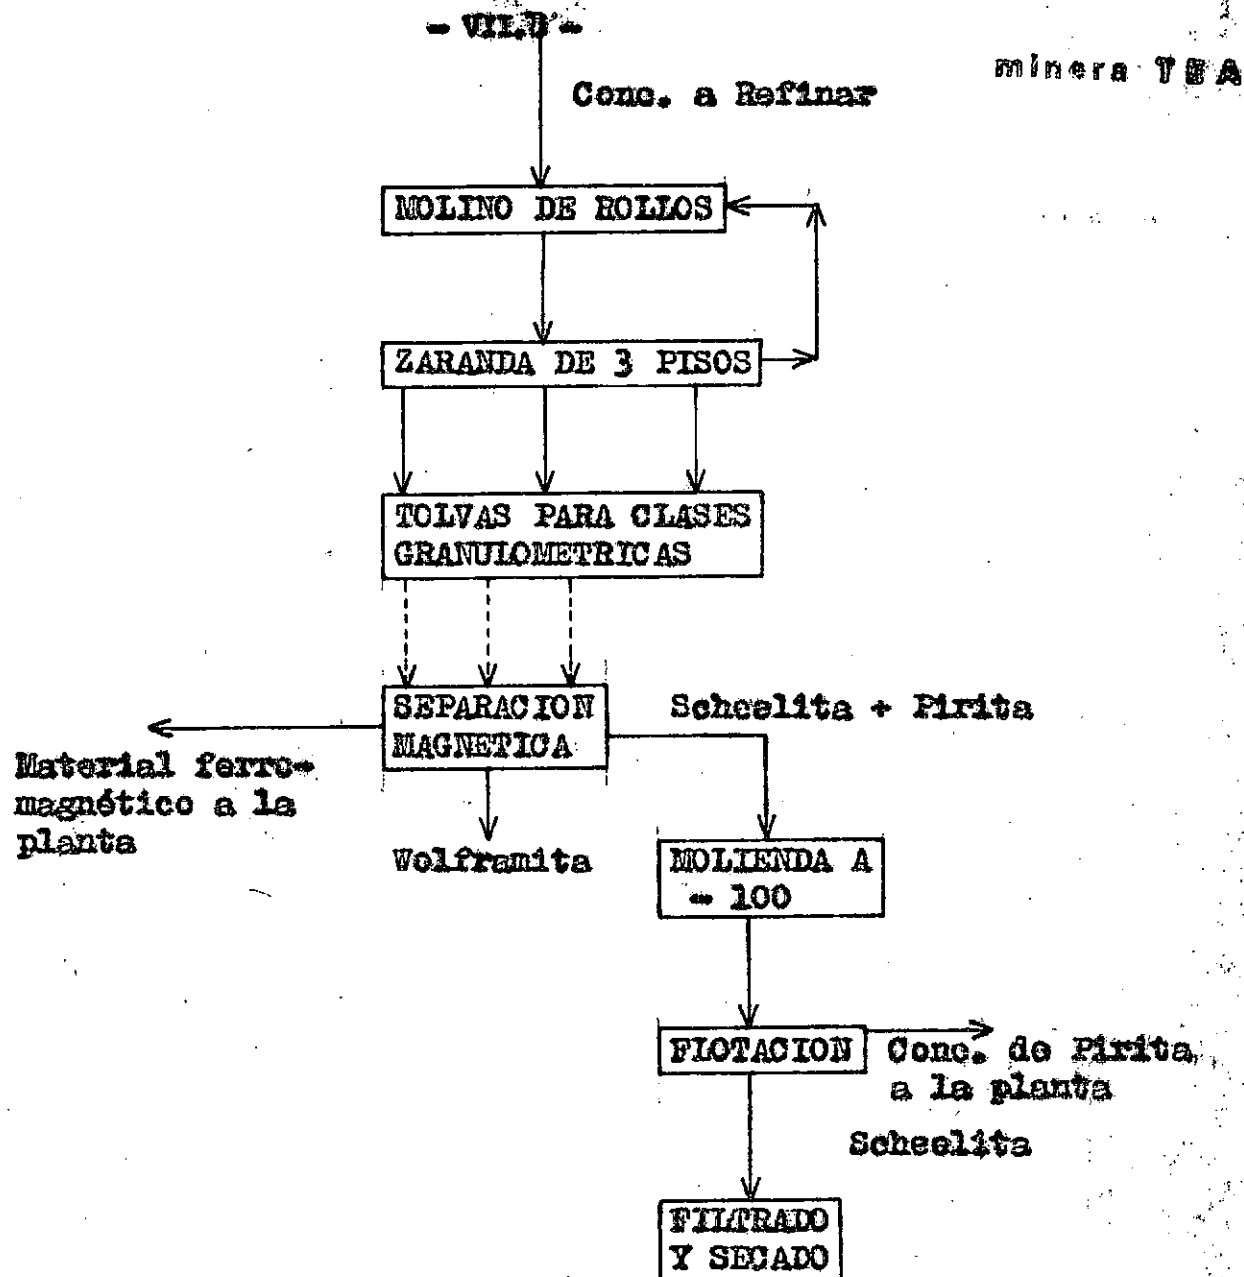 minera
Conc. a Refinar
MOLINO DE ROLLOS
ZARANDA DE 3 PISOS
TOLVAS PARA CLASES
GRANULOMETRICAS
SEPARACION
MAGNETICA
Scheelita + Pirita
Material ferro-
magnético a la
planta
Wolframita
MOLIENDA A
- 100
FLOTACION
Conc. de Pirita
a la planta
Scheelita
FILTRADO
Y SECADO